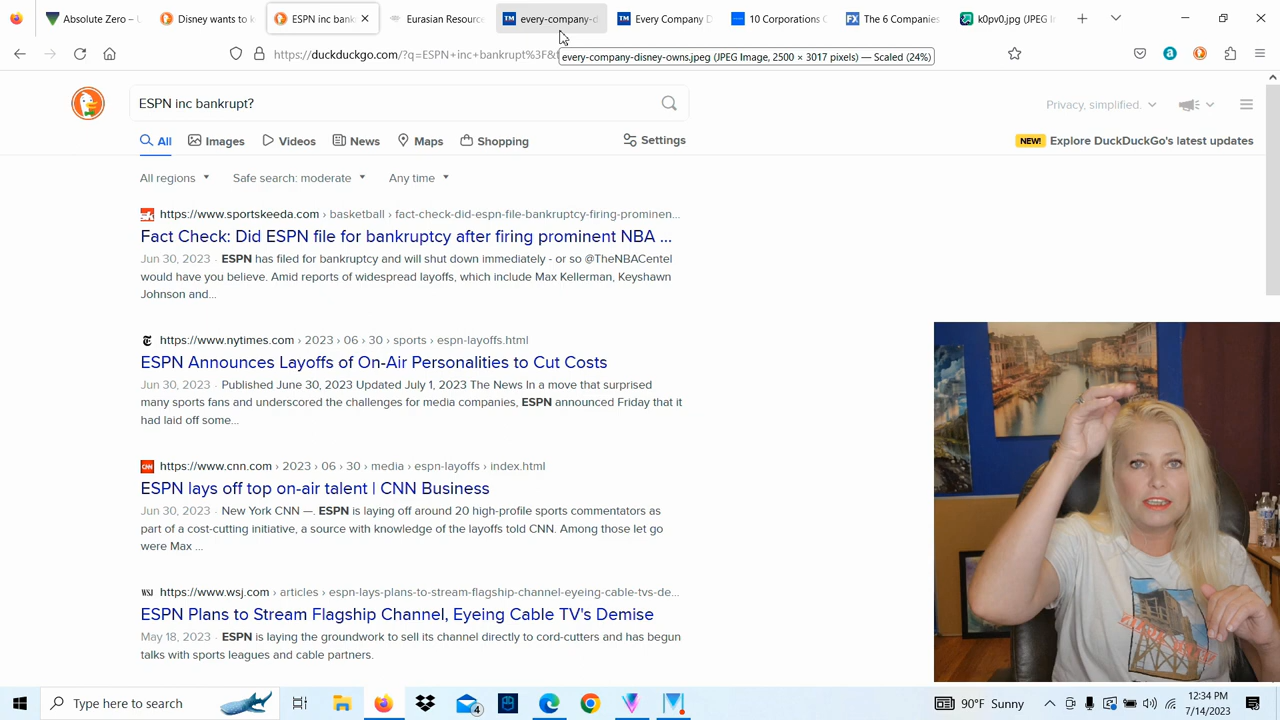 Absolute Zero – U
Disney wants to k
ESPN inc bank
Eurasian Resource
every-company-d
Every Company D
10 Corporations C
The 6 Companies
k0pv0.jpg (JPEG I
https://duckduckgo.com/?q=ESPN+inc+bankrupt%3F&
every-company-disney-owns.jpeg (JPEG Image, 2500 × 3017 pixels) — Scaled (24%)
ESPN inc bankrupt?
Privacy, simplified.
All
Images
Videos
News
Maps
Shopping
Settings
NEW! Explore DuckDuckGo's latest updates
All regions
Safe search: moderate
Any time
https://www.sportskeeda.com › basketball › fact-check-did-espn-file-bankruptcy-firing-prominen...
Fact Check: Did ESPN file for bankruptcy after firing prominent NBA ...
Jun 30, 2023 · ESPN has filed for bankruptcy and will shut down immediately - or so @TheNBACentel
would have you believe. Amid reports of widespread layoffs, which include Max Kellerman, Keyshawn
Johnson and...
https://www.nytimes.com › 2023 › 06 › 30 › sports › espn-layoffs.html
ESPN Announces Layoffs of On-Air Personalities to Cut Costs
Jun 30, 2023 · Published June 30, 2023 Updated July 1, 2023 The News In a move that surprised
many sports fans and underscored the challenges for media companies, ESPN announced Friday that it
had laid off some...
https://www.cnn.com › 2023 › 06 › 30 › media › espn-layoffs › index.html
ESPN lays off top on-air talent | CNN Business
Jun 30, 2023 · New York CNN —. ESPN is laying off around 20 high-profile sports commentators as
part of a cost-cutting initiative, a source with knowledge of the layoffs told CNN. Among those let go
were Max ...
https://www.wsj.com › articles › espn-lays-plans-to-stream-flagship-channel-eyeing-cable-tvs-de...
ESPN Plans to Stream Flagship Channel, Eyeing Cable TV's Demise
May 18, 2023 · ESPN is laying the groundwork to sell its channel directly to cord-cutters and has begun
talks with sports leagues and cable partners.
Type here to search
4
90°F Sunny
12:34 PM
7/14/2023